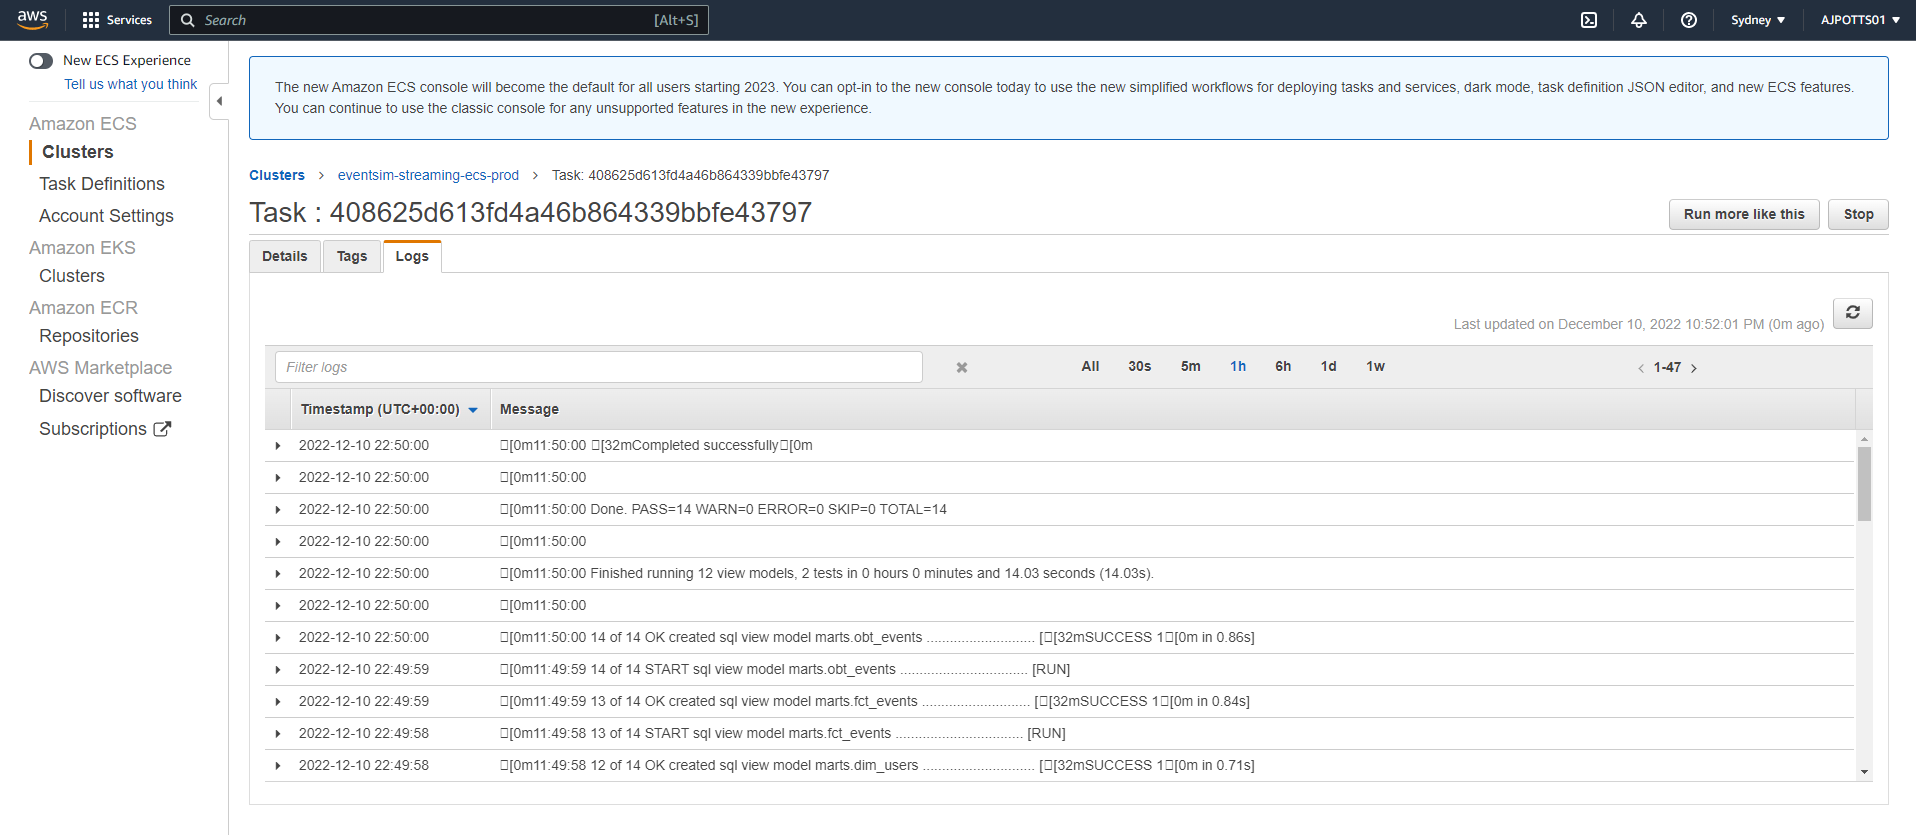 aws Services Search [Alt+S] Sydney AJPOTTS01
New ECS Experience
Tell us what you think
Amazon ECS
Clusters
Task Definitions
Account Settings
Amazon EKS
Clusters
Amazon ECR
Repositories
AWS Marketplace
Discover software
Subscriptions
The new Amazon ECS console will become the default for all users starting 2023. You can opt-in to the new console today to use the new simplified workflows for deploying tasks and services, dark mode, task definition JSON editor, and new ECS features.
You can continue to use the classic console for any unsupported features in the new experience.
Clusters > eventsim-streaming-ecs-prod > Task: 408625d613fd4a46b864339bbfe43797
Task : 408625d613fd4a46b864339bbfe43797
Run more like this Stop
Details Tags Logs
Last updated on December 10, 2022 10:52:01 PM (0m ago)
Filter logs All 30s 5m 1h 6h 1d 1w < 1-47 >
Timestamp (UTC+00:00) Message
2022-12-10 22:50:00 □[0m11:50:00 □[32mCompleted successfully□[0m
2022-12-10 22:50:00 □[0m11:50:00
2022-12-10 22:50:00 □[0m11:50:00 Done. PASS=14 WARN=0 ERROR=0 SKIP=0 TOTAL=14
2022-12-10 22:50:00 □[0m11:50:00
2022-12-10 22:50:00 □[0m11:50:00 Finished running 12 view models, 2 tests in 0 hours 0 minutes and 14.03 seconds (14.03s).
2022-12-10 22:50:00 □[0m11:50:00
2022-12-10 22:50:00 □[0m11:50:00 14 of 14 OK created sql view model marts.obt_events ............................ [□[32mSUCCESS 1□[0m in 0.86s]
2022-12-10 22:49:59 □[0m11:49:59 14 of 14 START sql view model marts.obt_events ................................. [RUN]
2022-12-10 22:49:59 □[0m11:49:59 13 of 14 OK created sql view model marts.fct_events ............................ [□[32mSUCCESS 1□[0m in 0.84s]
2022-12-10 22:49:58 □[0m11:49:58 13 of 14 START sql view model marts.fct_events ................................. [RUN]
2022-12-10 22:49:58 □[0m11:49:58 12 of 14 OK created sql view model marts.dim_users ............................. [□[32mSUCCESS 1□[0m in 0.71s]